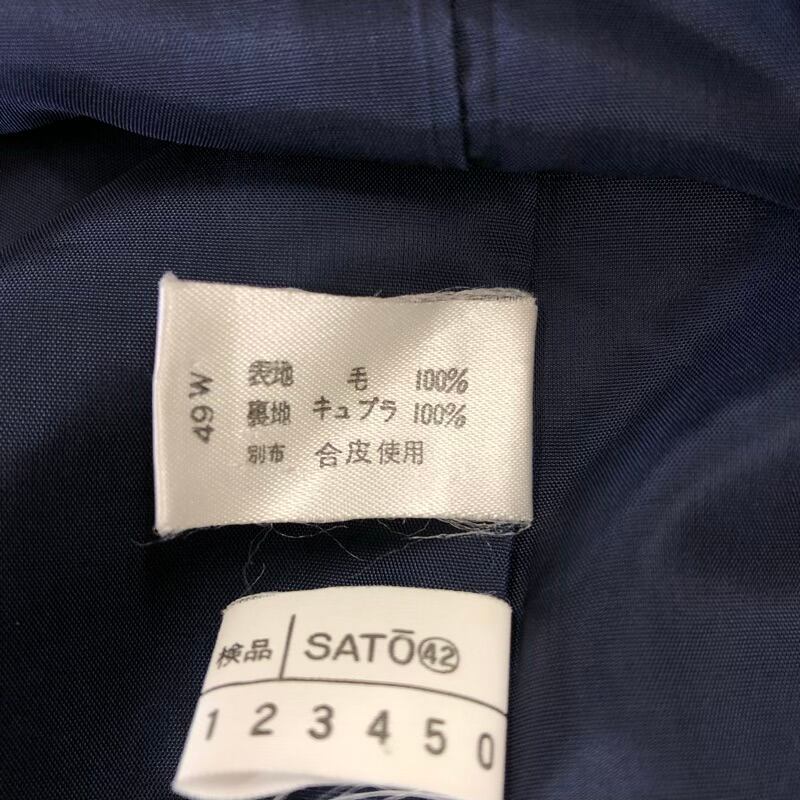 49W
表地 毛 100%
裏地 キュプラ 100%
別布 合皮使用
検品 SATŌ㊷
1 2 3 4 5 0